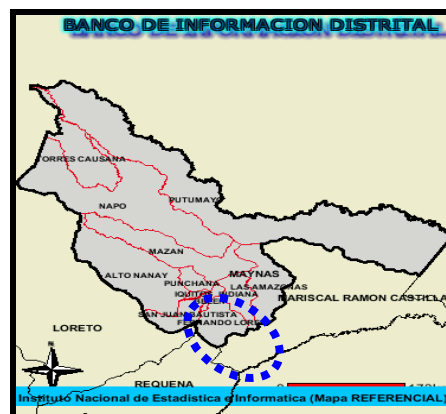 BANCO DE INFORMACION DISTRITAL
TORRES CAUSANA
PUTUMAYO
NAPO
MAZAN
ALTO NANAY
MAYNAS
PUNCHANA
LAS AMAZONAS
IQUITOS INDIANA
BELEN
MARISCAL RAMON CASTILLA
SAN JUAN BAUTISTA
FERNANDO LORES
LORETO
N
REQUENA
Instituto Nacional de Estadistica e Informatica (Mapa REFERENCIAL)